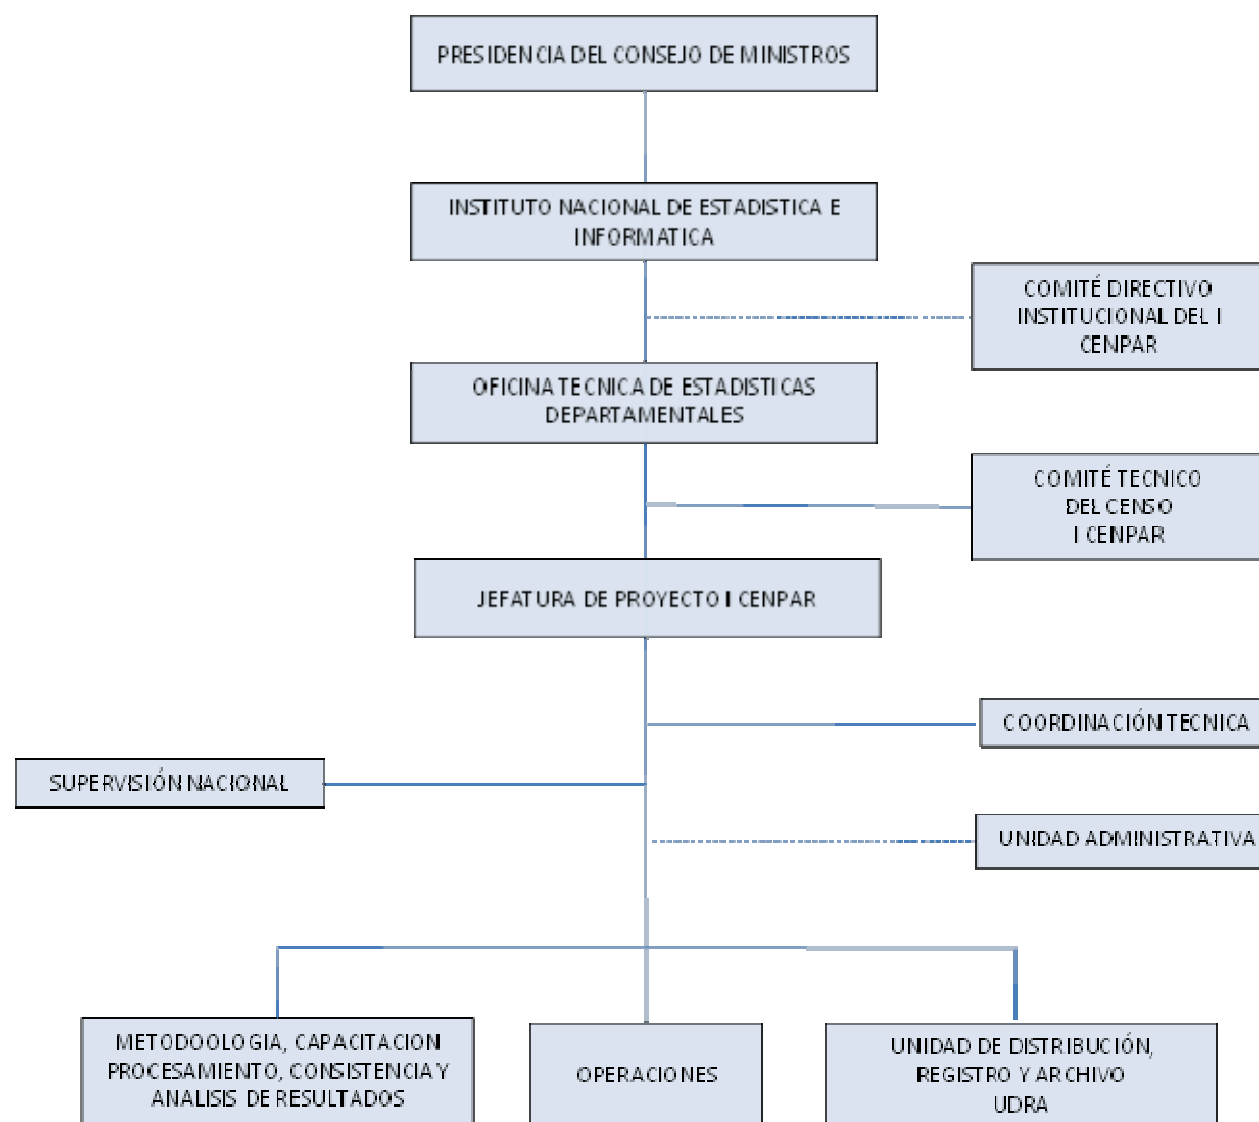 PRESIDENCIA DEL CONSEJO DE MINISTROS
INSTITUTO NACIONAL DE ESTADISTICA E
INFORMATICA
COMITÉ DIRECTIVO
INSTITUCIONAL DEL I
CENPAR
OFICINA TECNICA DE ESTADISTICAS
DEPARTAMENTALES
COMITÉ TECNICO
DEL CENSO
I CENPAR
JEFATURA DE PROYECTO I CENPAR
COORDINACIÓN TECNICA
SUPERVISIÓN NACIONAL
UNIDAD ADMINISTRATIVA
METODOOLOGIA, CAPACITACION
PROCESAMIENTO, CONSISTENCIA Y
ANALISIS DE RESULTADOS
OPERACIONES
UNIDAD DE DISTRIBUCIÓN,
REGISTRO Y ARCHIVO
UDRA